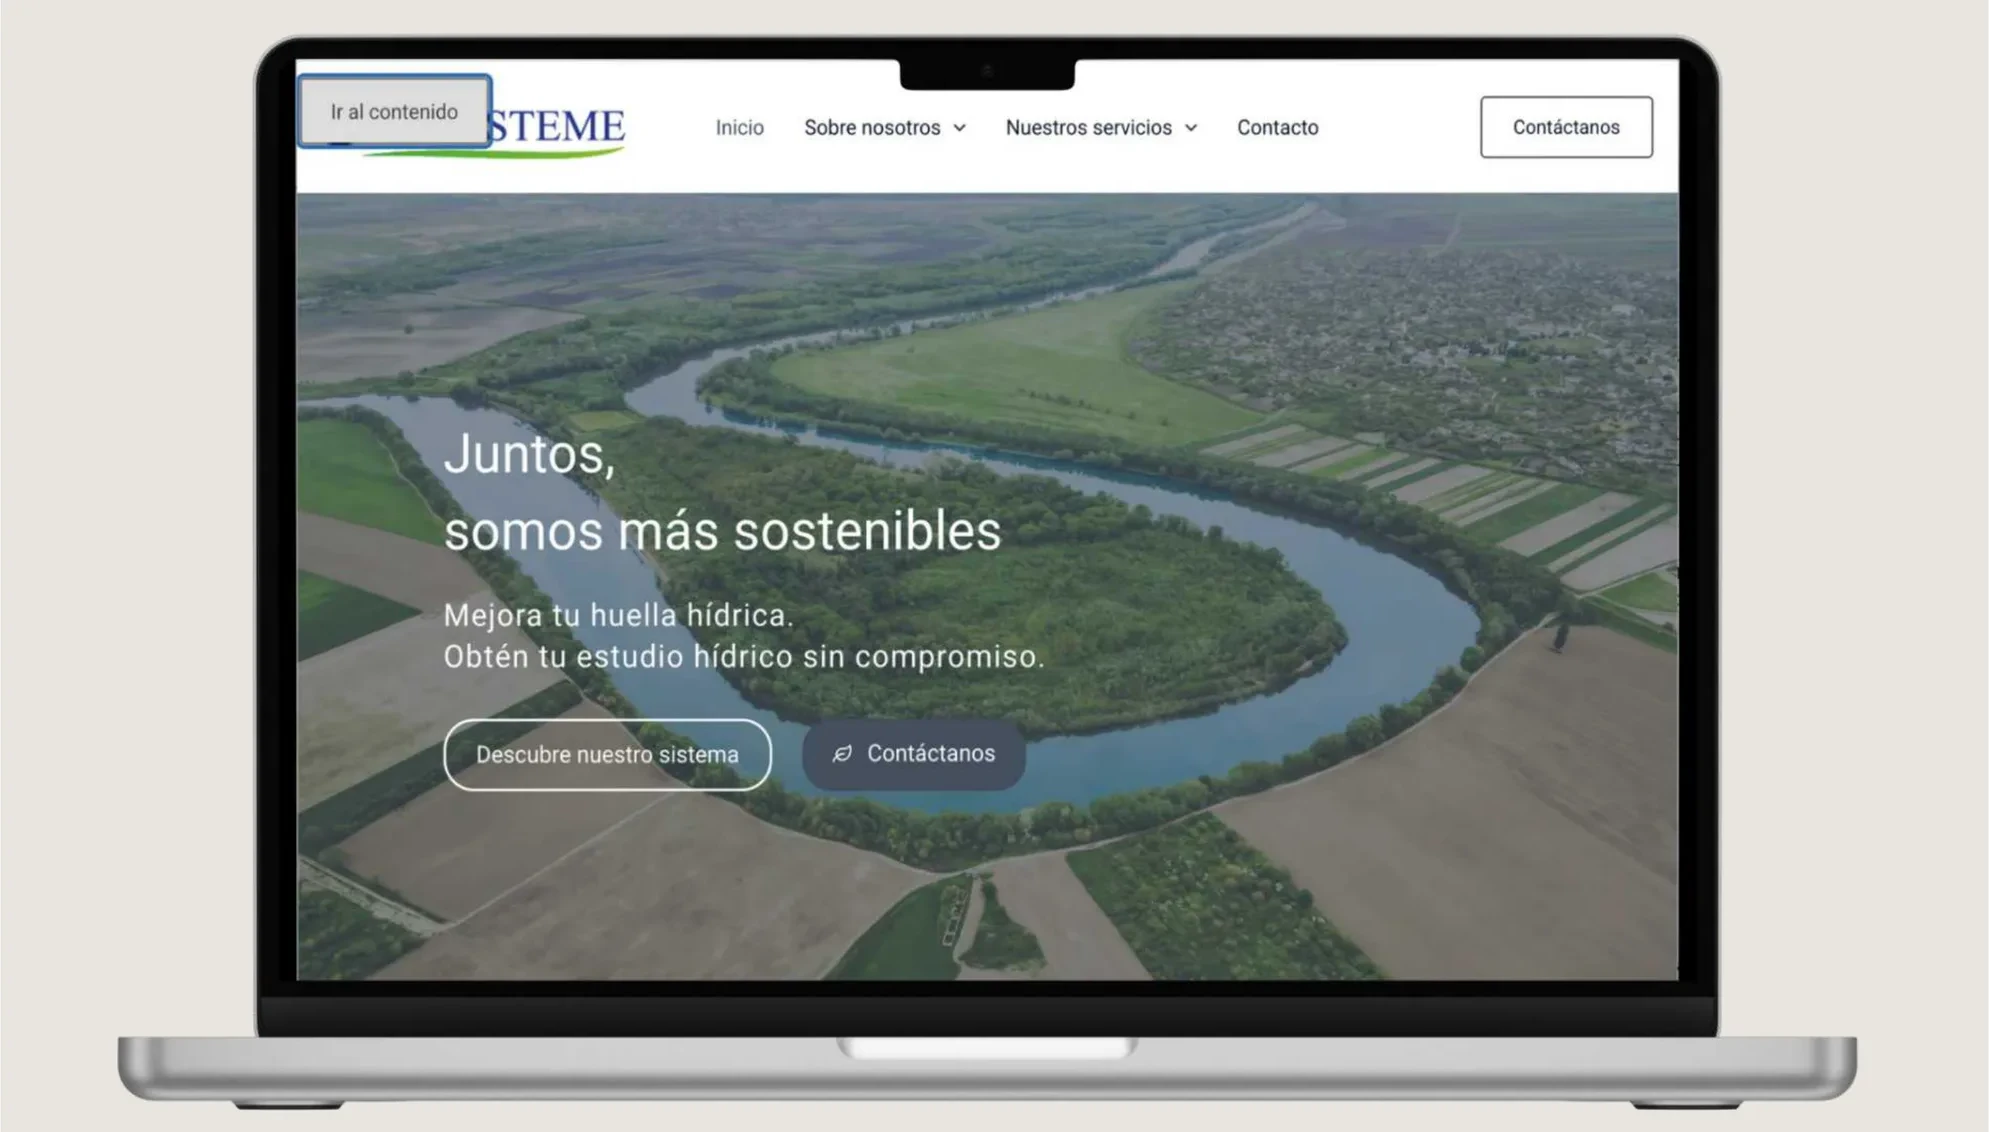 Ir al contenido
STEME
Inicio
Sobre nosotros
Nuestros servicios
Contacto
Contáctanos
Juntos,
somos más sostenibles
Mejora tu huella hídrica.
Obtén tu estudio hídrico sin compromiso.
Descubre nuestro sistema
Contáctanos